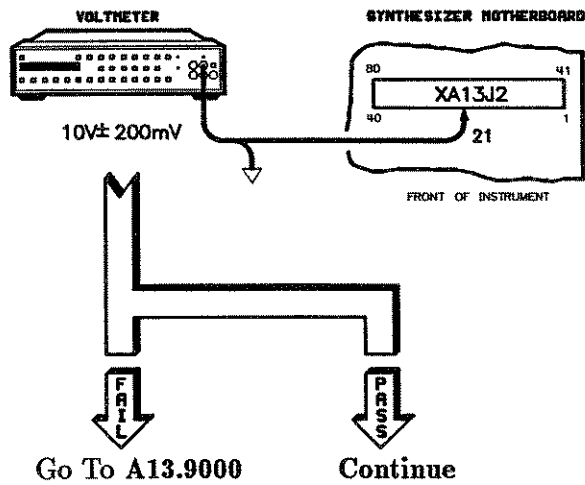 VOLTMETER
SYNTHESIZER MOTHERBOARD
80 41
XA13J2
40 1
21
10V± 200mV
FRONT OF INSTRUMENT
FAIL
PASS
Go To A13.9000
Continue